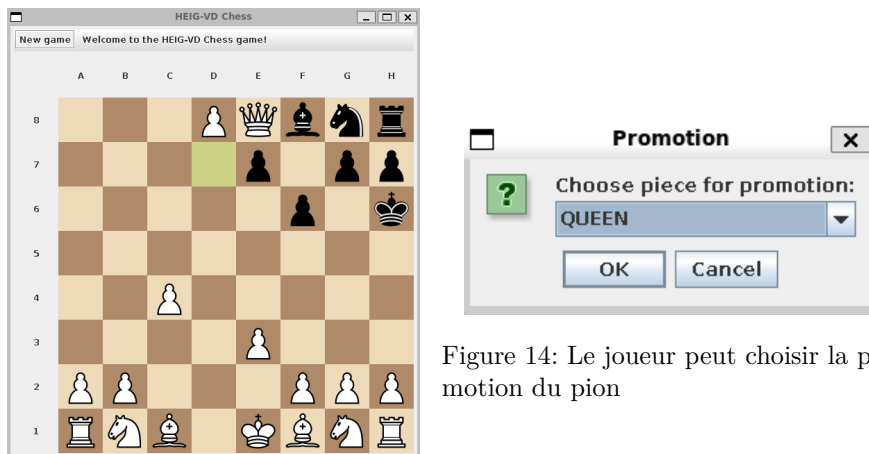 HEIG-VD Chess
New game Welcome to the HEIG-VD Chess game!
A B C D E F G H
8
7
6
5
4
3
2
1
Promotion
Choose piece for promotion:
QUEEN
OK Cancel
Figure 14: Le joueur peut choisir la p
motion du pion